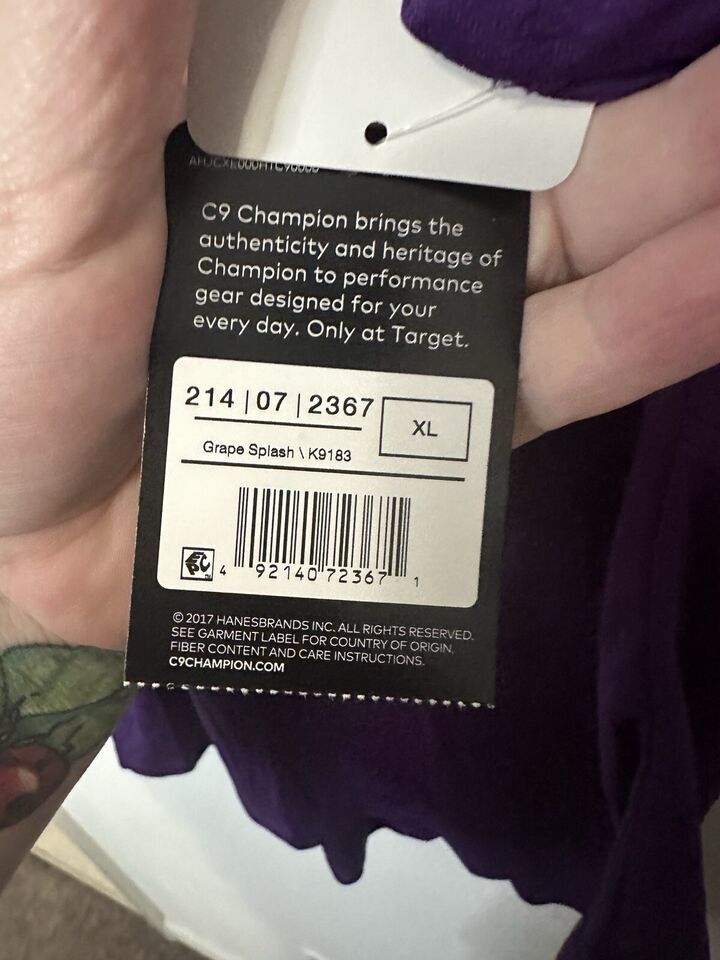 C9 Champion brings the
authenticity and heritage of
Champion to performance
gear designed for your
every day. Only at Target.
214 | 07 | 2367
XL
Grape Splash \ K9183
4 92140 72367 1
© 2017 HANESBRANDS INC. ALL RIGHTS RESERVED.
SEE GARMENT LABEL FOR COUNTRY OF ORIGIN,
FIBER CONTENT AND CARE INSTRUCTIONS.
C9CHAMPION.COM